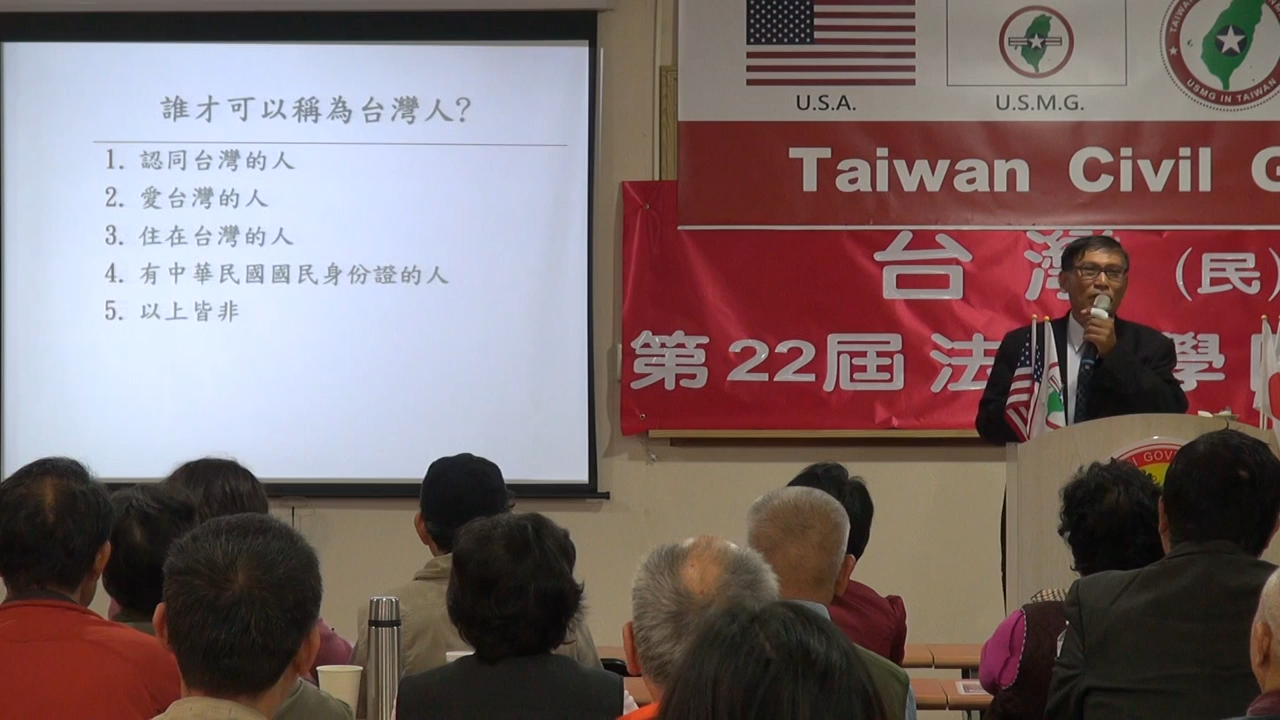 誰才可以稱為台灣人?
1. 認同台灣的人
2. 愛台灣的人
3. 住在台灣的人
4. 有中華民國國民身份證的人
5. 以上皆非
U.S.A.
U.S.M.G.
USMG IN TAIWAN
Taiwan Civil G
台灣(民)
第22屆法 學